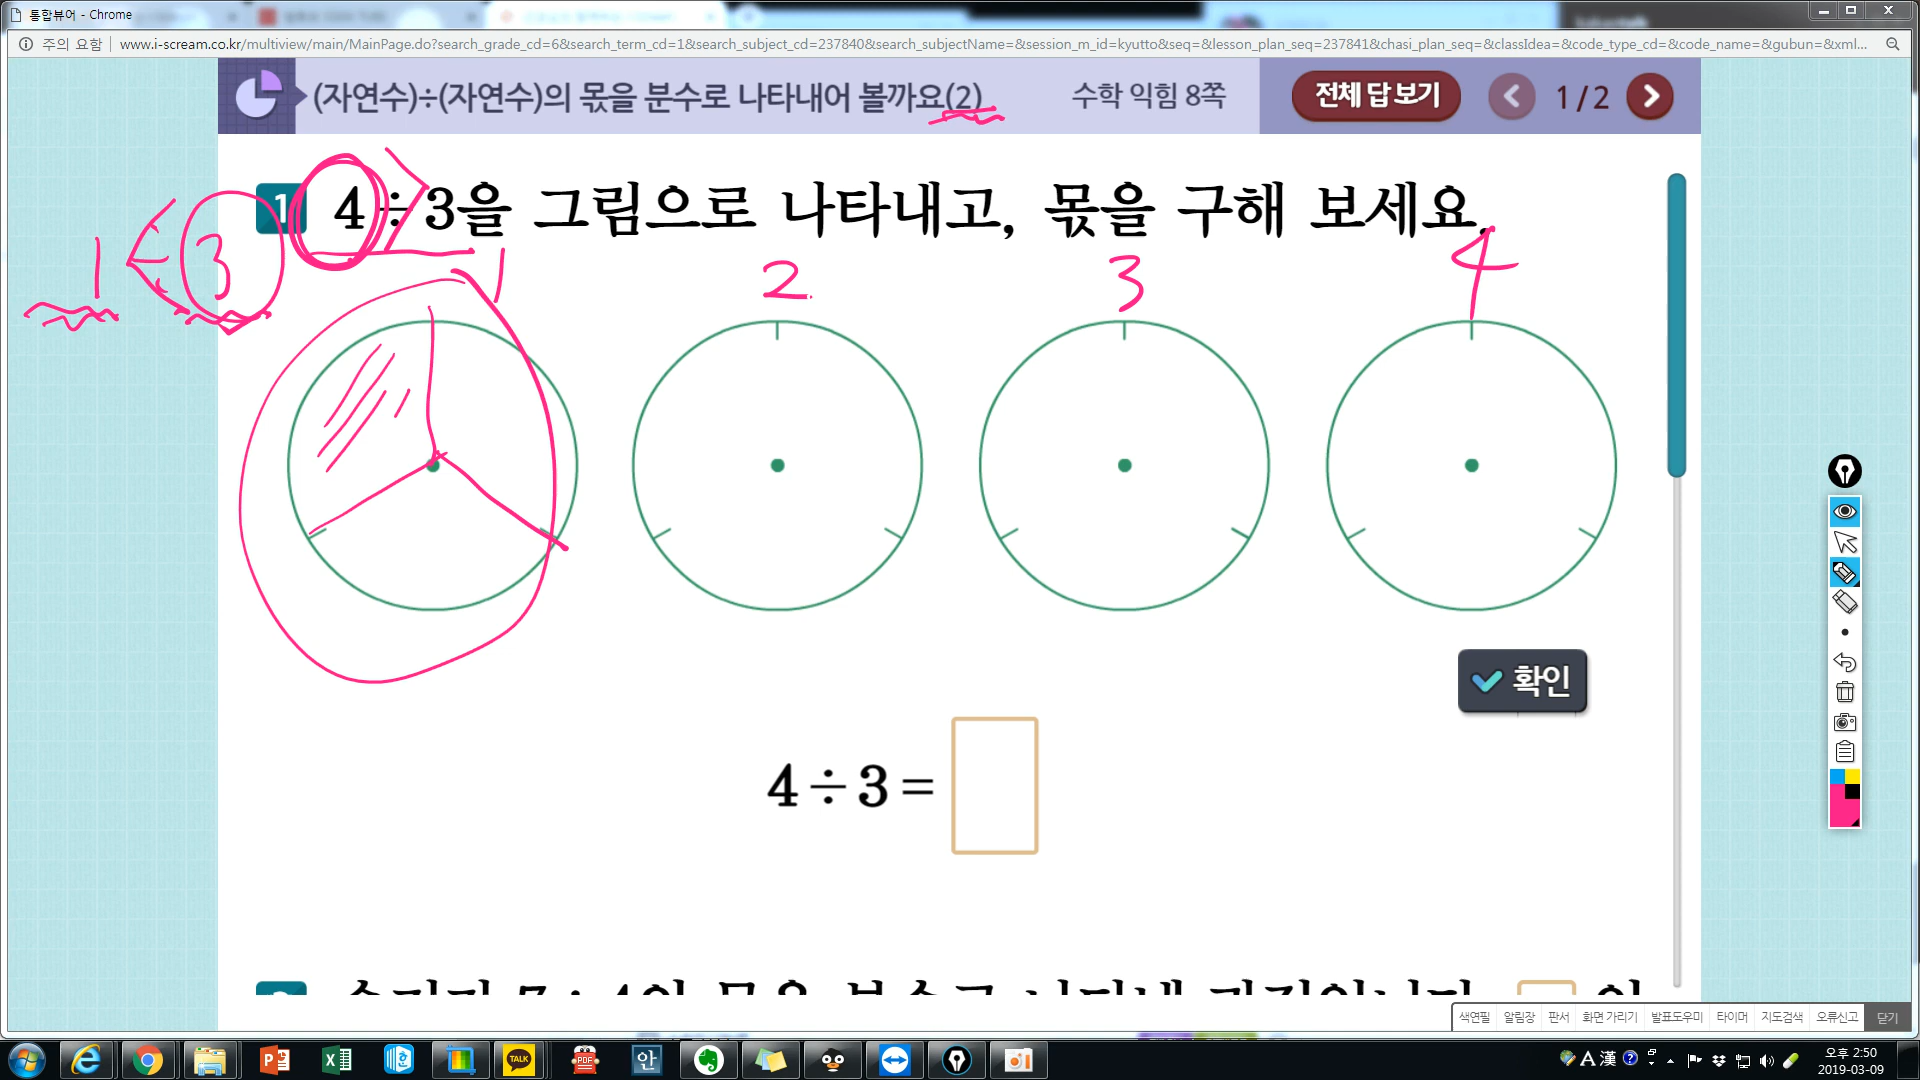 통합뷰어 - Chrome
주의 요함 | www.i-scream.co.kr/multiview/main/MainPage.do?search_grade_cd=6&search_term_cd=1&search_subject_cd=237840&search_subjectName=&session_m_id=kyutto&seq=&lesson_plan_seq=237841&chasi_plan_seq=&classIdea=&code_type_cd=&code_name=&gubun=&xml...
(자연수)÷(자연수)의 몫을 분수로 나타내어 볼까요(2)
수학 익힘 8쪽
전체 답 보기
1 / 2
1 4÷3을 그림으로 나타내고, 몫을 구해 보세요.
1 3
1 2 3 4
확인
4÷3=
색연필 알림장 판서 화면 가리기 발표도우미 타이머 지도검색 오류신고 닫기
TALK
PDF
안
A 漢
오후 2:50
2019-03-09